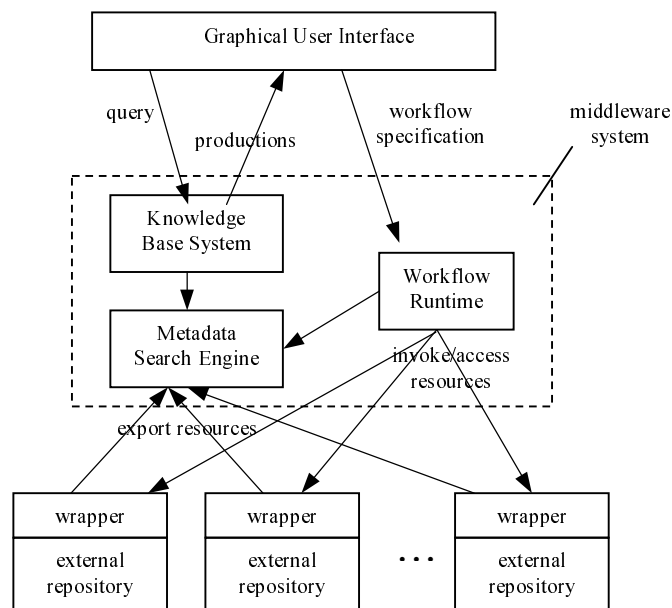 Graphical User Interface
query
productions
workflow
specification
middleware
system
Knowledge
Base System
Workflow
Runtime
Metadada
Search Engine
invoke/access
resources
export resources
wrapper
wrapper
wrapper
external
repository
external
repository
...
external
repository